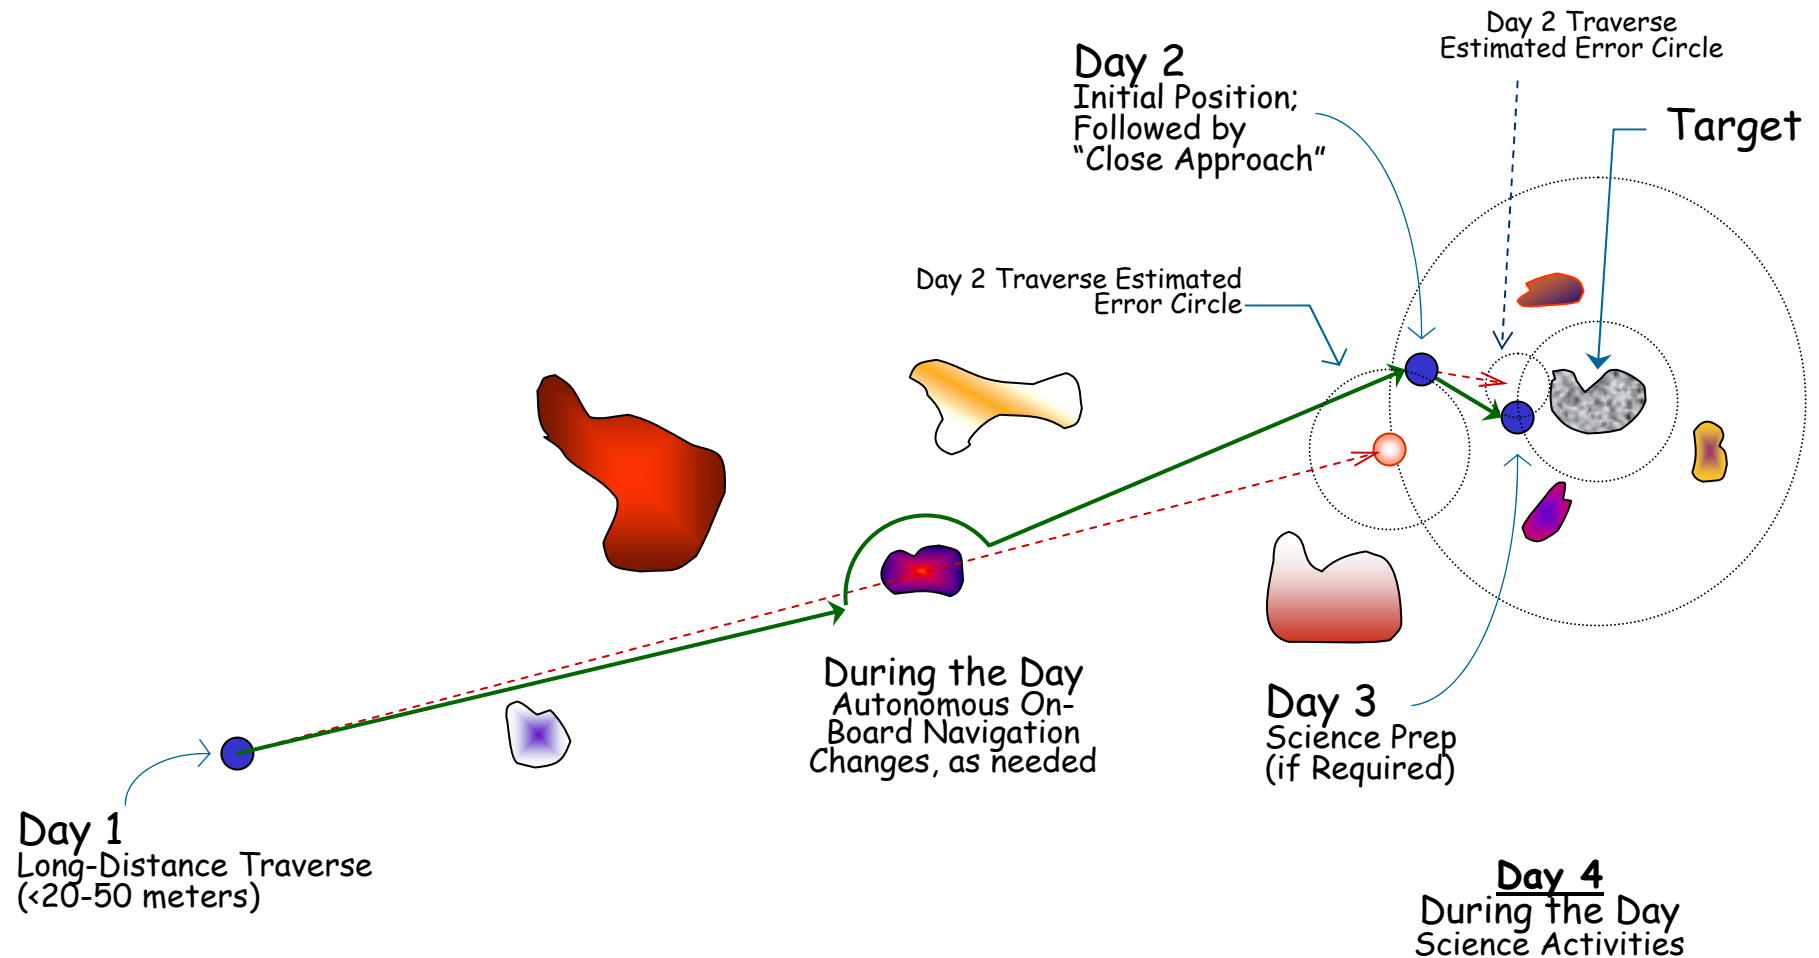 Day 2 Traverse
Estimated Error Circle
Day 2
Initial Position;
Followed by
“Close Approach”
Target
Day 2 Traverse Estimated
Error Circle
During the Day
Autonomous On-
Board Navigation
Changes, as needed
Day 3
Science Prep
(if Required)
Day 1
Long-Distance Traverse
(<20-50 meters)
Day 4
During the Day
Science Activities